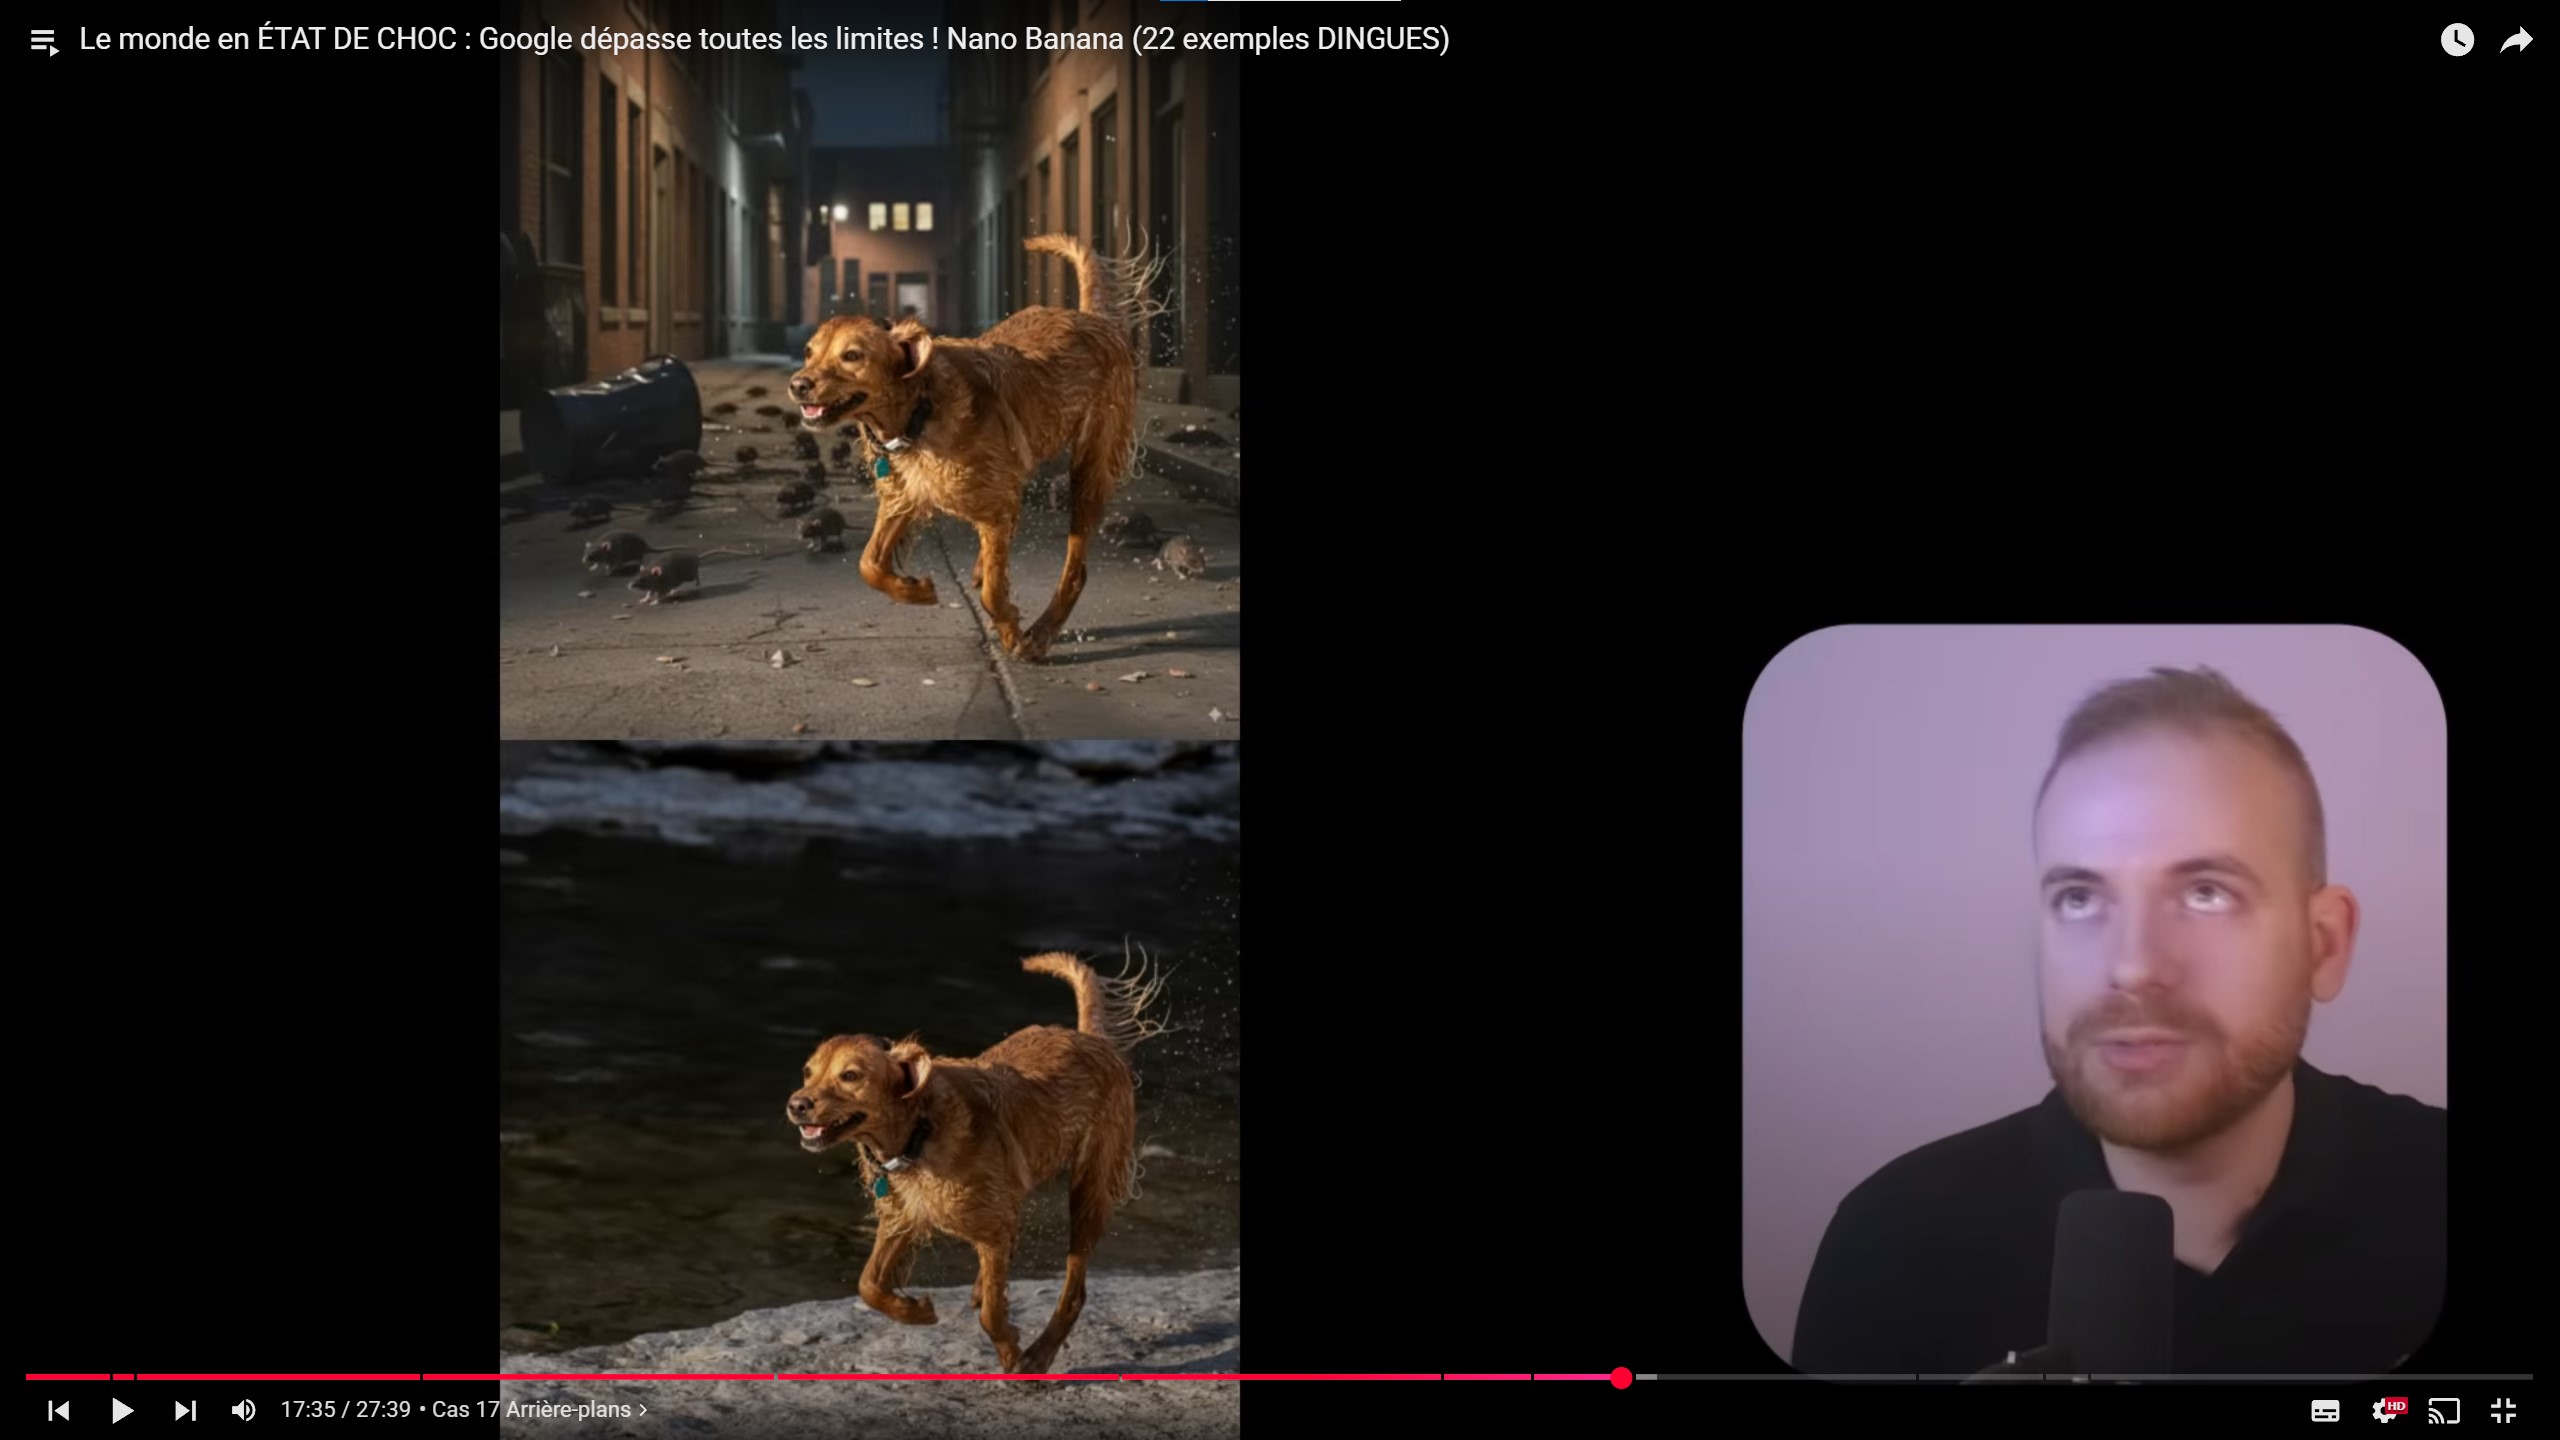 Le monde en ÉTAT DE CHOC : Google dépasse toutes les limites ! Nano Banana (22 exemples DINGUES)
17:35 / 27:39 • Cas 17 Arrière-plans >
HD